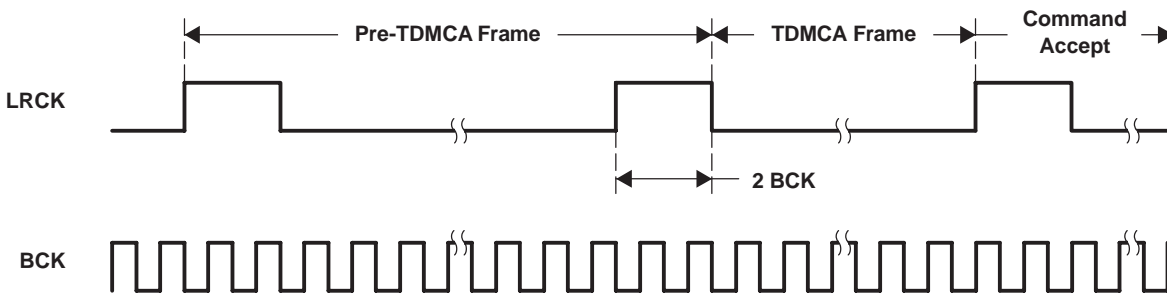 Pre-TDMCA Frame
TDMCA Frame
Command
Accept
LRCK
2 BCK
BCK